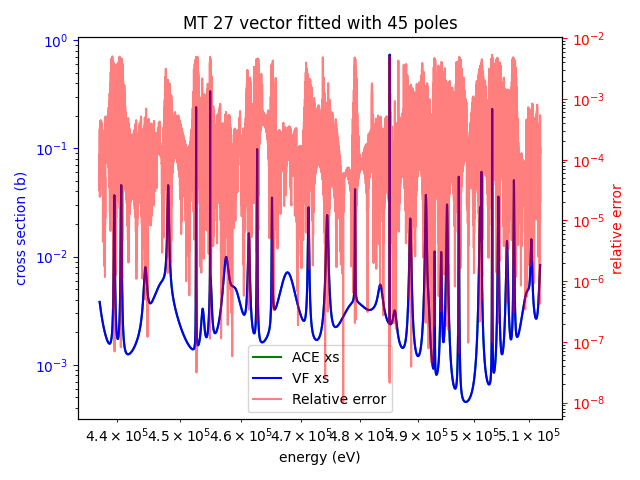 MT 27 vector fitted with 45 poles
10⁰
10⁻¹
10⁻²
10⁻³
cross section (b)
10⁻²
10⁻³
10⁻⁴
10⁻⁵
10⁻⁶
10⁻⁷
10⁻⁸
relative error
ACE xs
VF xs
Relative error
4.4 × 10⁵ 4.5 × 10⁵ 4.6 × 10⁵ 4.7 × 10⁵ 4.8 × 10⁵ 4.9 × 10⁵ 5 × 10⁵ 5.1 × 10⁵
energy (eV)